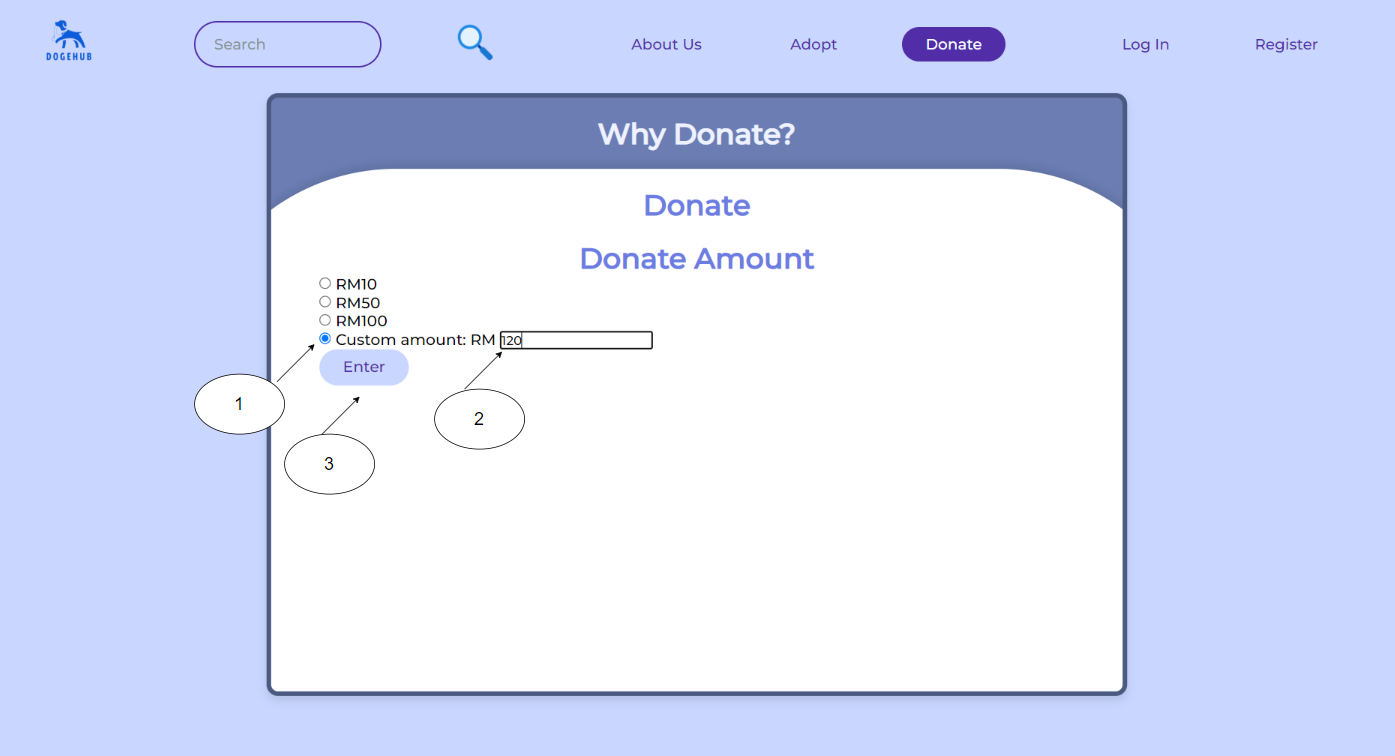 DOGEHUB
Search
About Us
Adopt
Donate
Log In
Register
Why Donate?
Donate
Donate Amount
RM10
RM50
RM100
Custom amount: RM 120
Enter
1
2
3